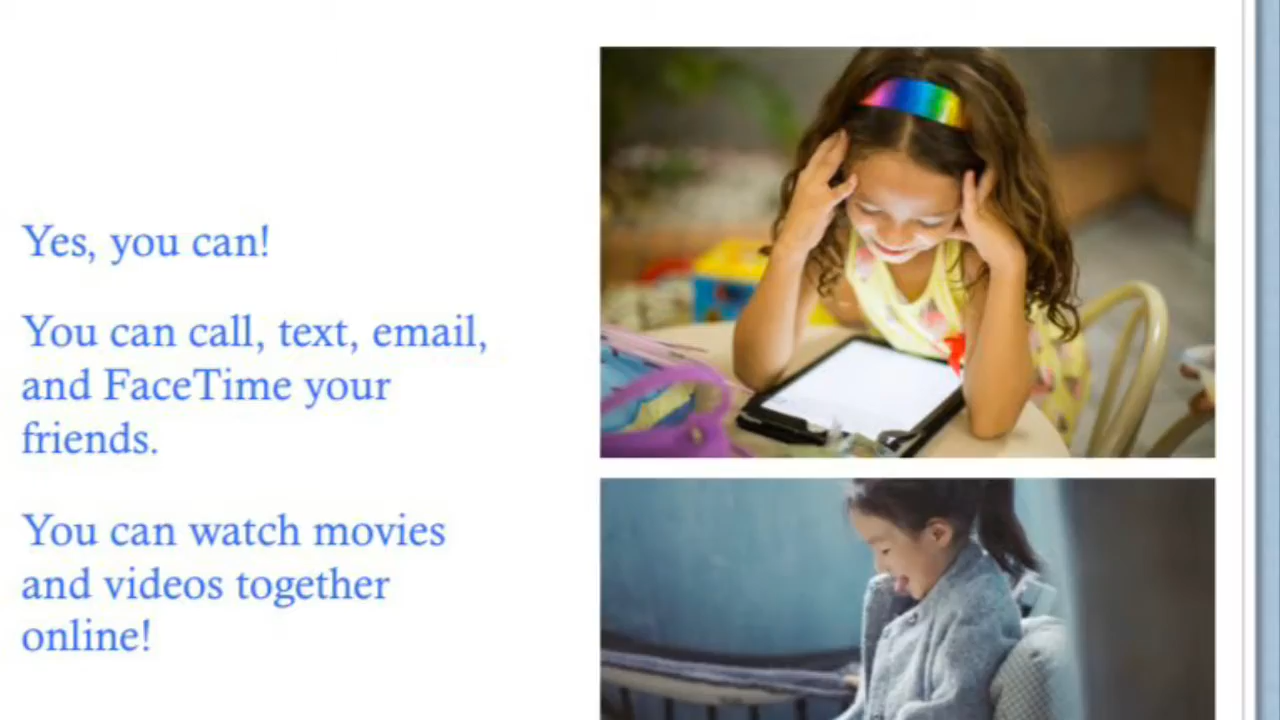 Yes, you can!
You can call, text, email,
and FaceTime your
friends.
You can watch movies
and videos together
online!